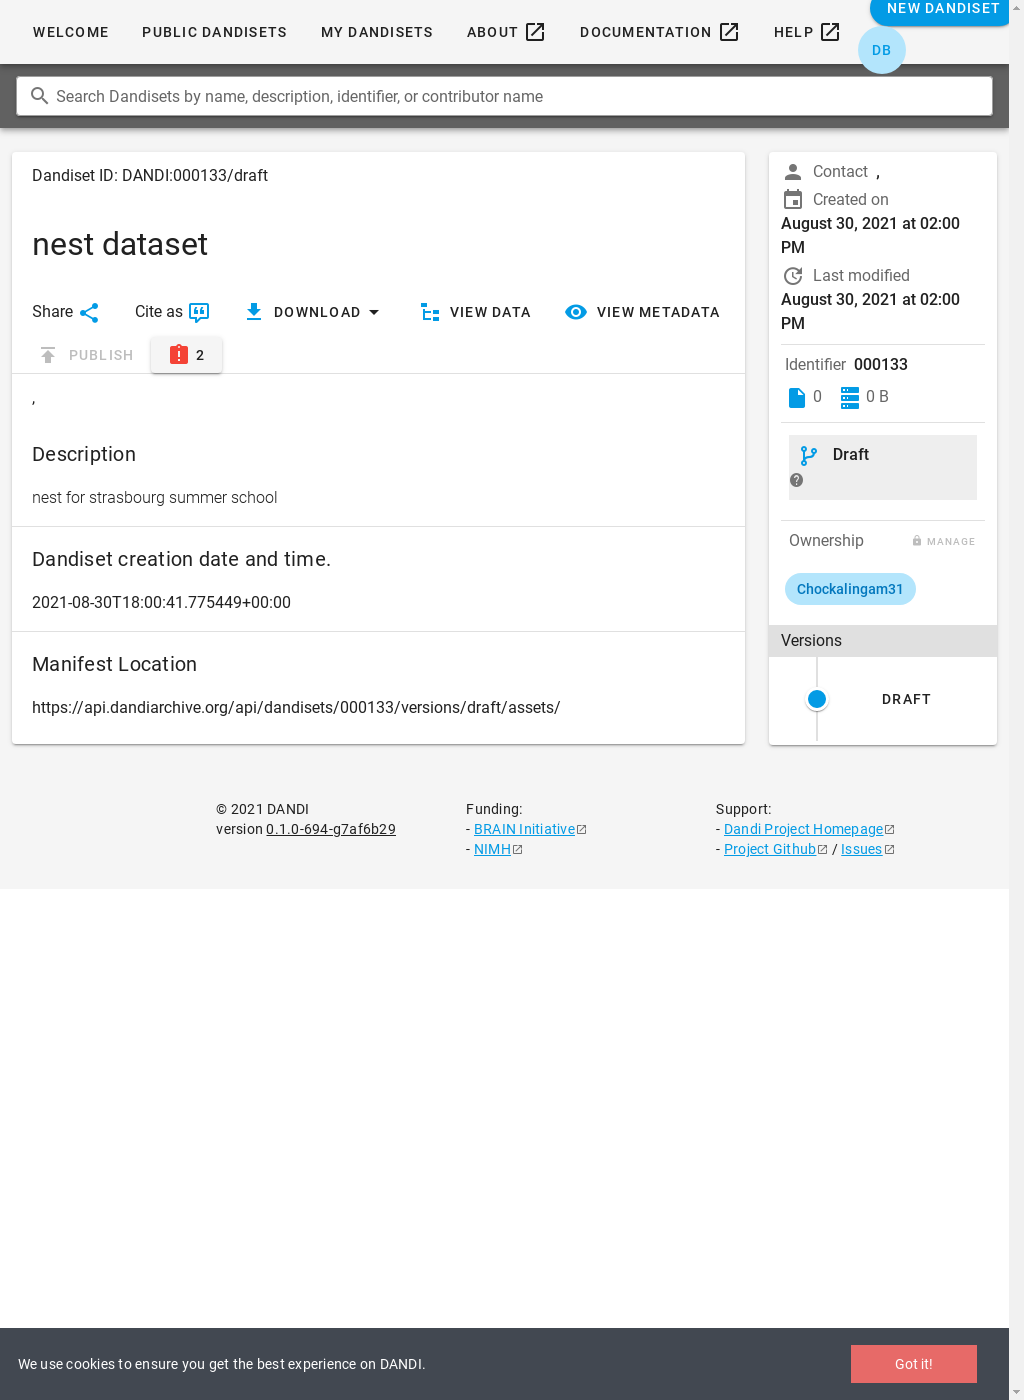 WELCOME
PUBLIC DANDISETS
MY DANDISETS
ABOUT
DOCUMENTATION
HELP
NEW DANDISET
DB
Search Dandisets by name, description, identifier, or contributor name
Dandiset ID: DANDI:000133/draft
nest dataset
Share
Cite as
DOWNLOAD
VIEW DATA
VIEW METADATA
PUBLISH
2
,
Description
nest for strasbourg summer school
Dandiset creation date and time.
2021-08-30T18:00:41.775449+00:00
Manifest Location
https://api.dandiarchive.org/api/dandisets/000133/versions/draft/assets/
Contact ,
Created on
August 30, 2021 at 02:00
PM
Last modified
August 30, 2021 at 02:00
PM
Identifier 000133
0
0 B
Draft
Ownership
MANAGE
Chockalingam31
Versions
DRAFT
© 2021 DANDI
version 0.1.0-694-g7af6b29
Funding:
- BRAIN Initiative
- NIMH
Support:
- Dandi Project Homepage
- Project Github / Issues
We use cookies to ensure you get the best experience on DANDI.
Got it!